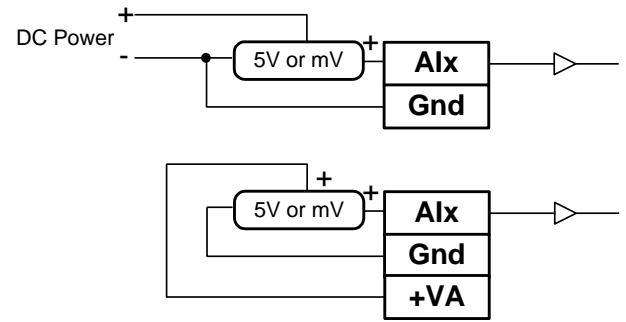 +
DC Power
-
5V or mV
+
AIx
Gnd
+
5V or mV
+
AIx
Gnd
+VA